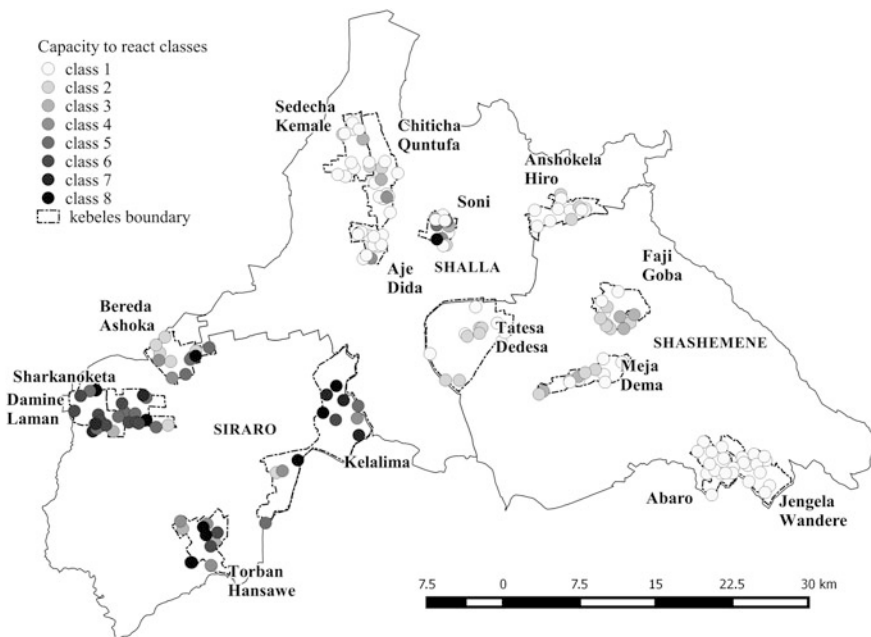 Capacity to react classes
class 1
class 2
class 3
class 4
class 5
class 6
class 7
class 8
kebeles boundary
Sedecha
Kemale
Chiticha
Quntufa
Anshokela
Hiro
Soni
SHALLA
Aje
Dida
Faji
Goba
Bereda
Ashoka
Tatesa
Dedesa
SHASHEMENE
Meja
Dema
Sharkanoketa
Damine
Laman
SIRARO
Kelalima
Abaro
Jengela
Wandere
Torban
Hansawe
7.5 0 7.5 15 22.5 30 km